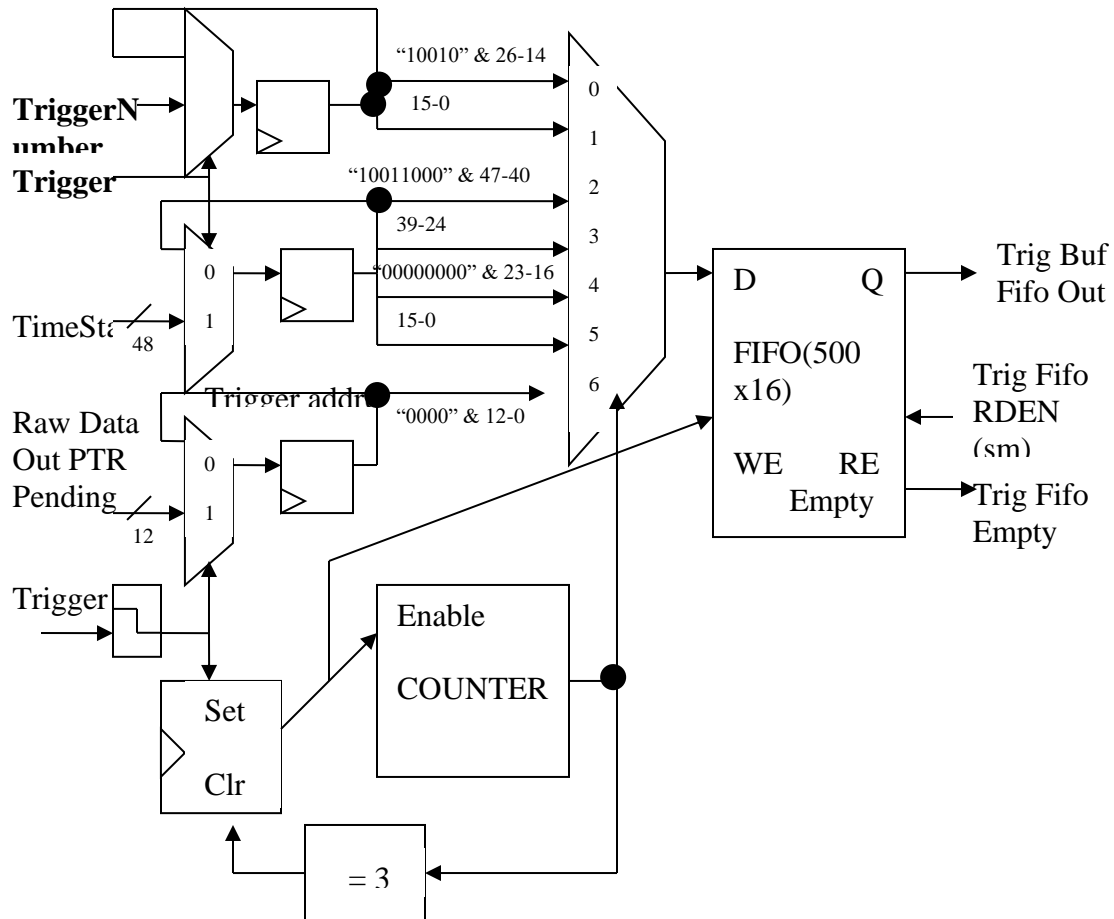 “10010” & 26-14
0
15-0
TriggerN
umber
1
Trigger
“10011000” & 47-40
2
39-24
3
0
“00000000” & 23-16
4
1
15-0
5
TimeSta
48
6
Trigger addr
“0000” & 12-0
Raw Data
Out PTR
Pending
0
1
12
D Q
FIFO(500
x16)
WE RE
Empty
Trig Buf
Fifo Out
Trig Fifo
RDEN
(sm)
Trig Fifo
Empty
Trigger
Enable
COUNTER
Set
Clr
= 3